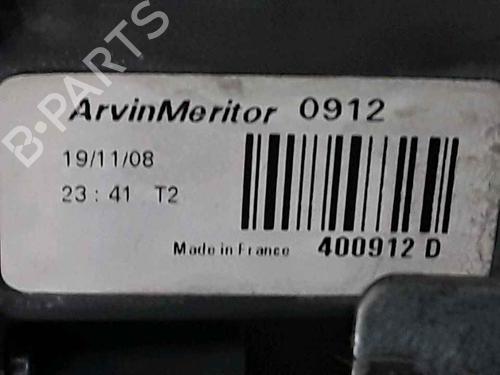 B-PARTS
ArvinMeritor 0912
19/11/08
23 : 41 T2
Made in France 400912 D